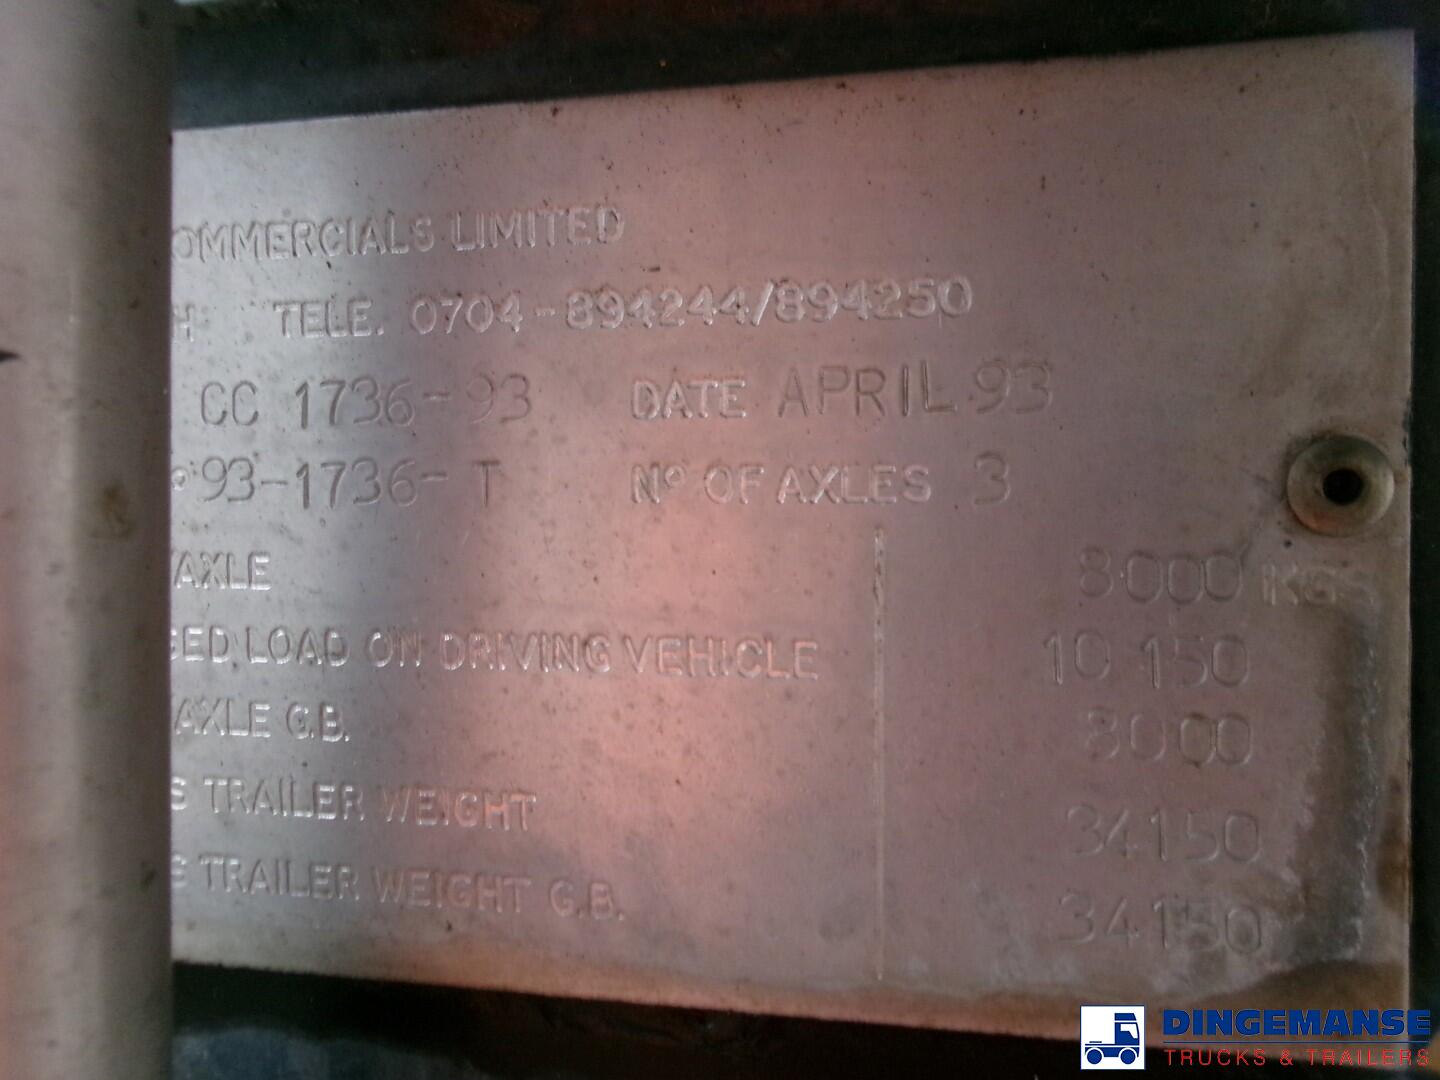 OMMERCIALS LIMITED
H TELE. 0704-894244/894250
CC 1736-93 DATE APRIL 93
93-1736-T Nº OF AXLES 3
/AXLE 8000 KGS
SED LOAD ON DRIVING VEHICLE 10 150
/AXLE G.B. 8000
S TRAILER WEIGHT 34150
S TRAILER WEIGHT G.B. 34150
DINGEMANSE
TRUCKS & TRAILERS